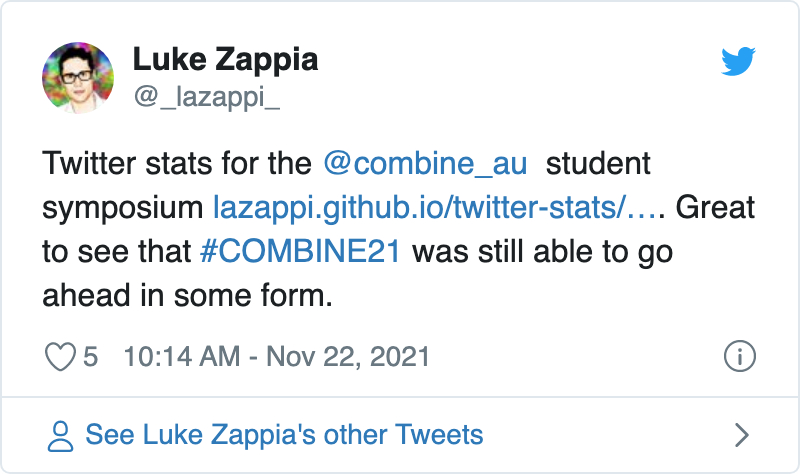 Luke Zappia
@_lazappi_
Twitter stats for the @combine_au student
symposium lazappi.github.io/twitter-stats/…. Great
to see that #COMBINE21 was still able to go
ahead in some form.
5 10:14 AM - Nov 22, 2021
See Luke Zappia's other Tweets